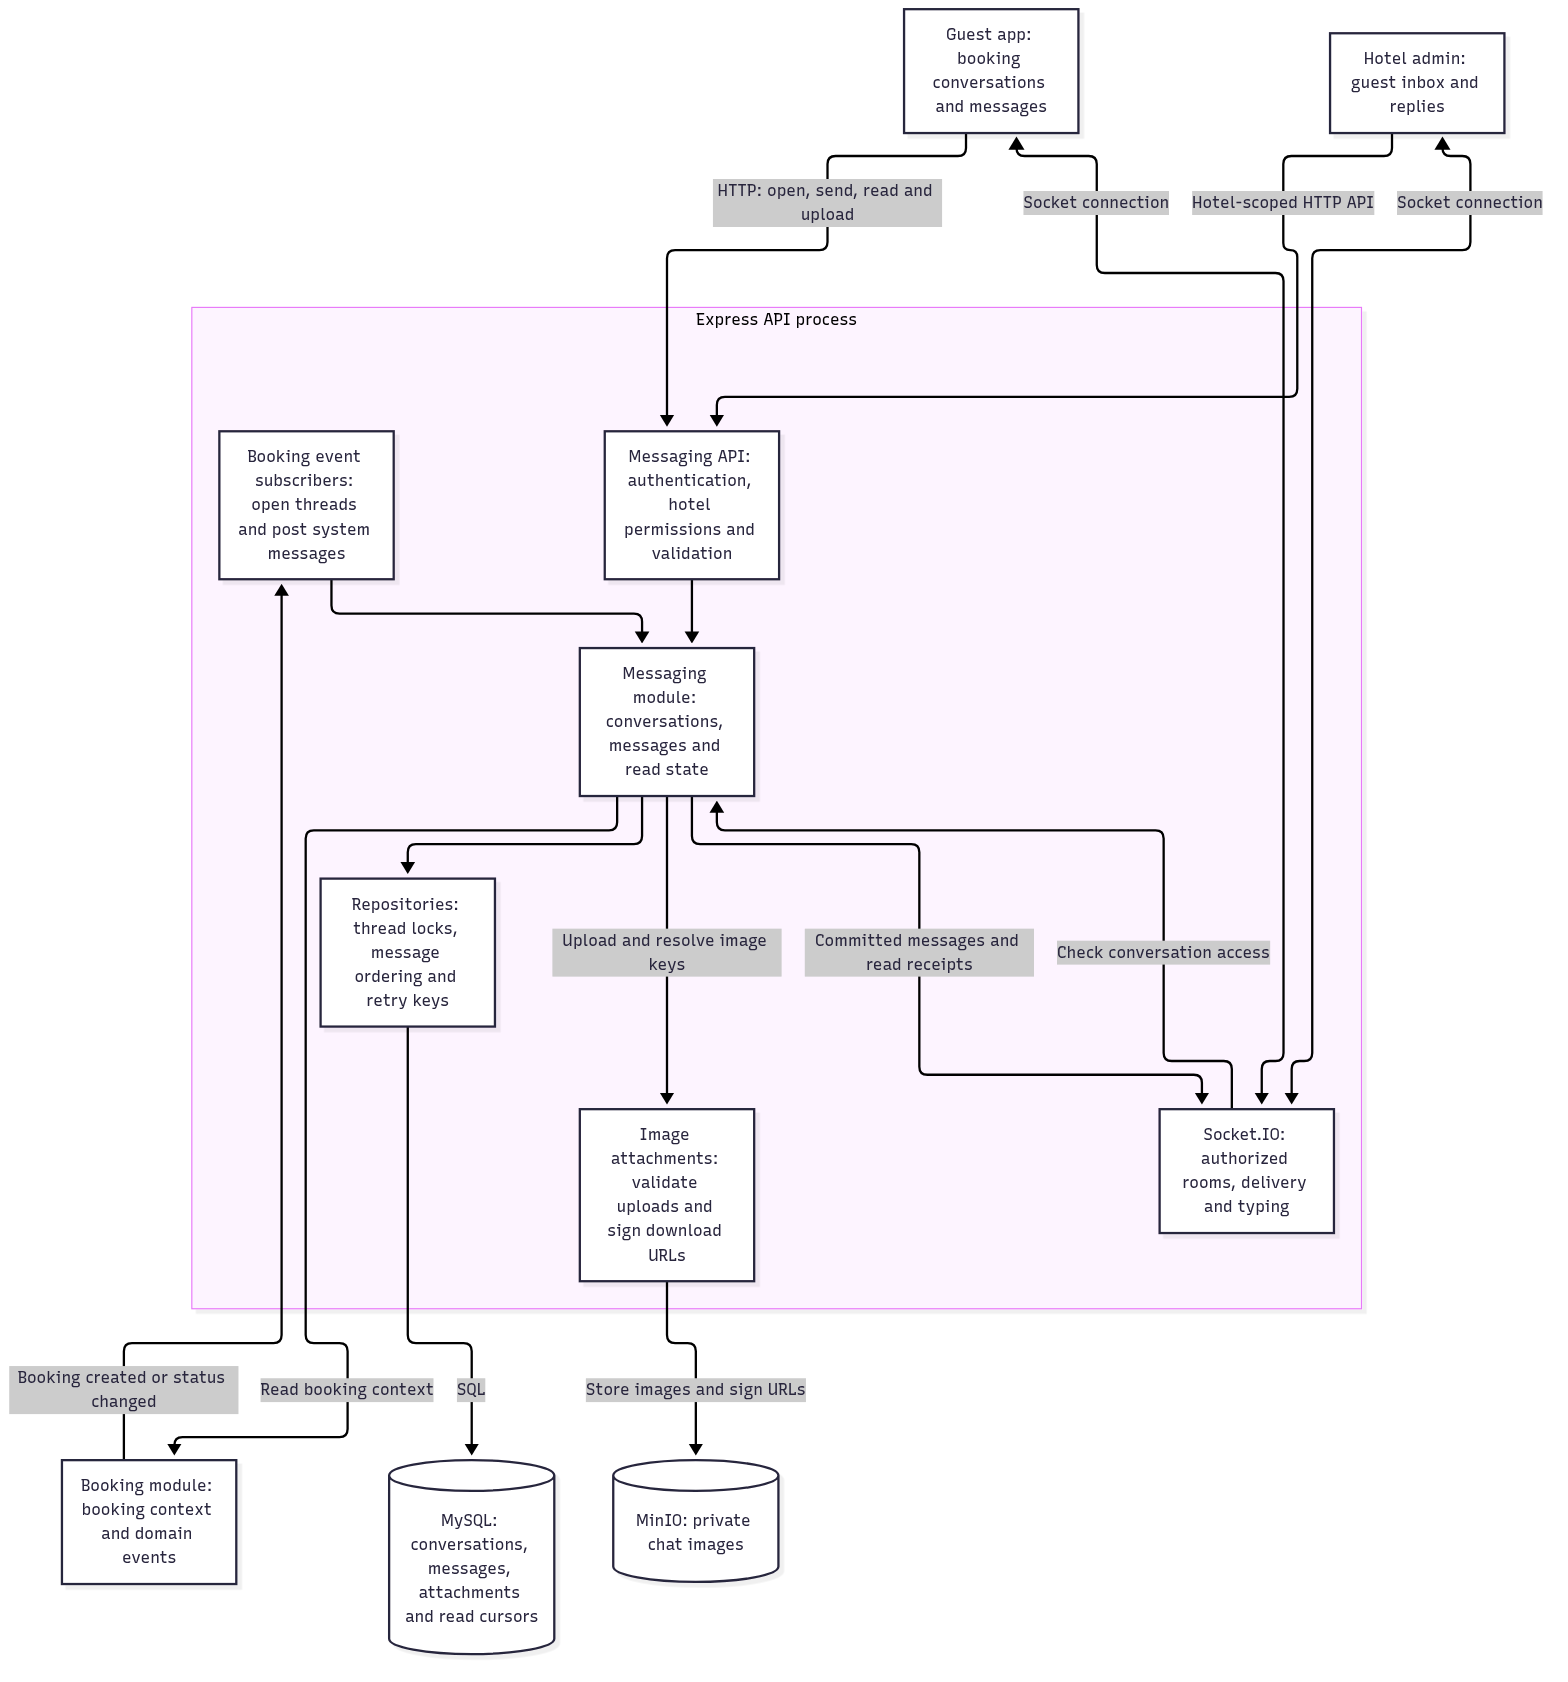 Guest app:
booking
conversations
and messages
Hotel admin:
guest inbox and
replies
HTTP: open, send, read and
upload
Socket connection
Hotel-scoped HTTP API
Socket connection
Express API process
Booking event
subscribers:
open threads
and post system
messages
Messaging API:
authentication,
hotel
permissions and
validation
Messaging
module:
conversations,
messages and
read state
Repositories:
thread locks,
message
ordering and
retry keys
Upload and resolve image
keys
Committed messages and
read receipts
Check conversation access
Image
attachments:
validate
uploads and
sign download
URLs
Socket.IO:
authorized
rooms, delivery
and typing
Booking created or status
changed
Read booking context
SQL
Store images and sign URLs
Booking module:
booking context
and domain
events
MySQL:
conversations,
messages,
attachments
and read cursors
MinIO: private
chat images